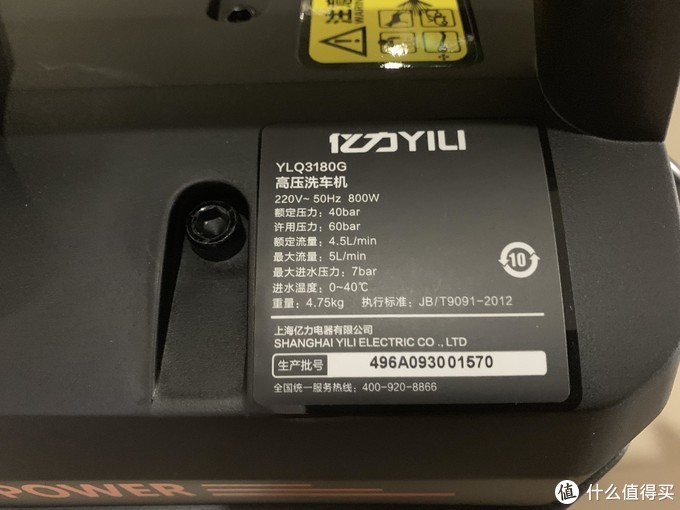 WARNING
亿力YILI
YLQ3180G
高压洗车机
220V~ 50Hz 800W
额定压力：40bar
许用压力：60bar
额定流量：4.5L/min
最大流量：5L/min
最大进水压力：7bar
进水温度：0~40℃
10
重量：4.75kg 执行标准：JB/T9091-2012
上海亿力电器有限公司
SHANGHAI YILI ELECTRIC CO ., LTD
生产批号 496A093001570
全国统一服务热线：400-920-8866
POWER
值 什么值得买